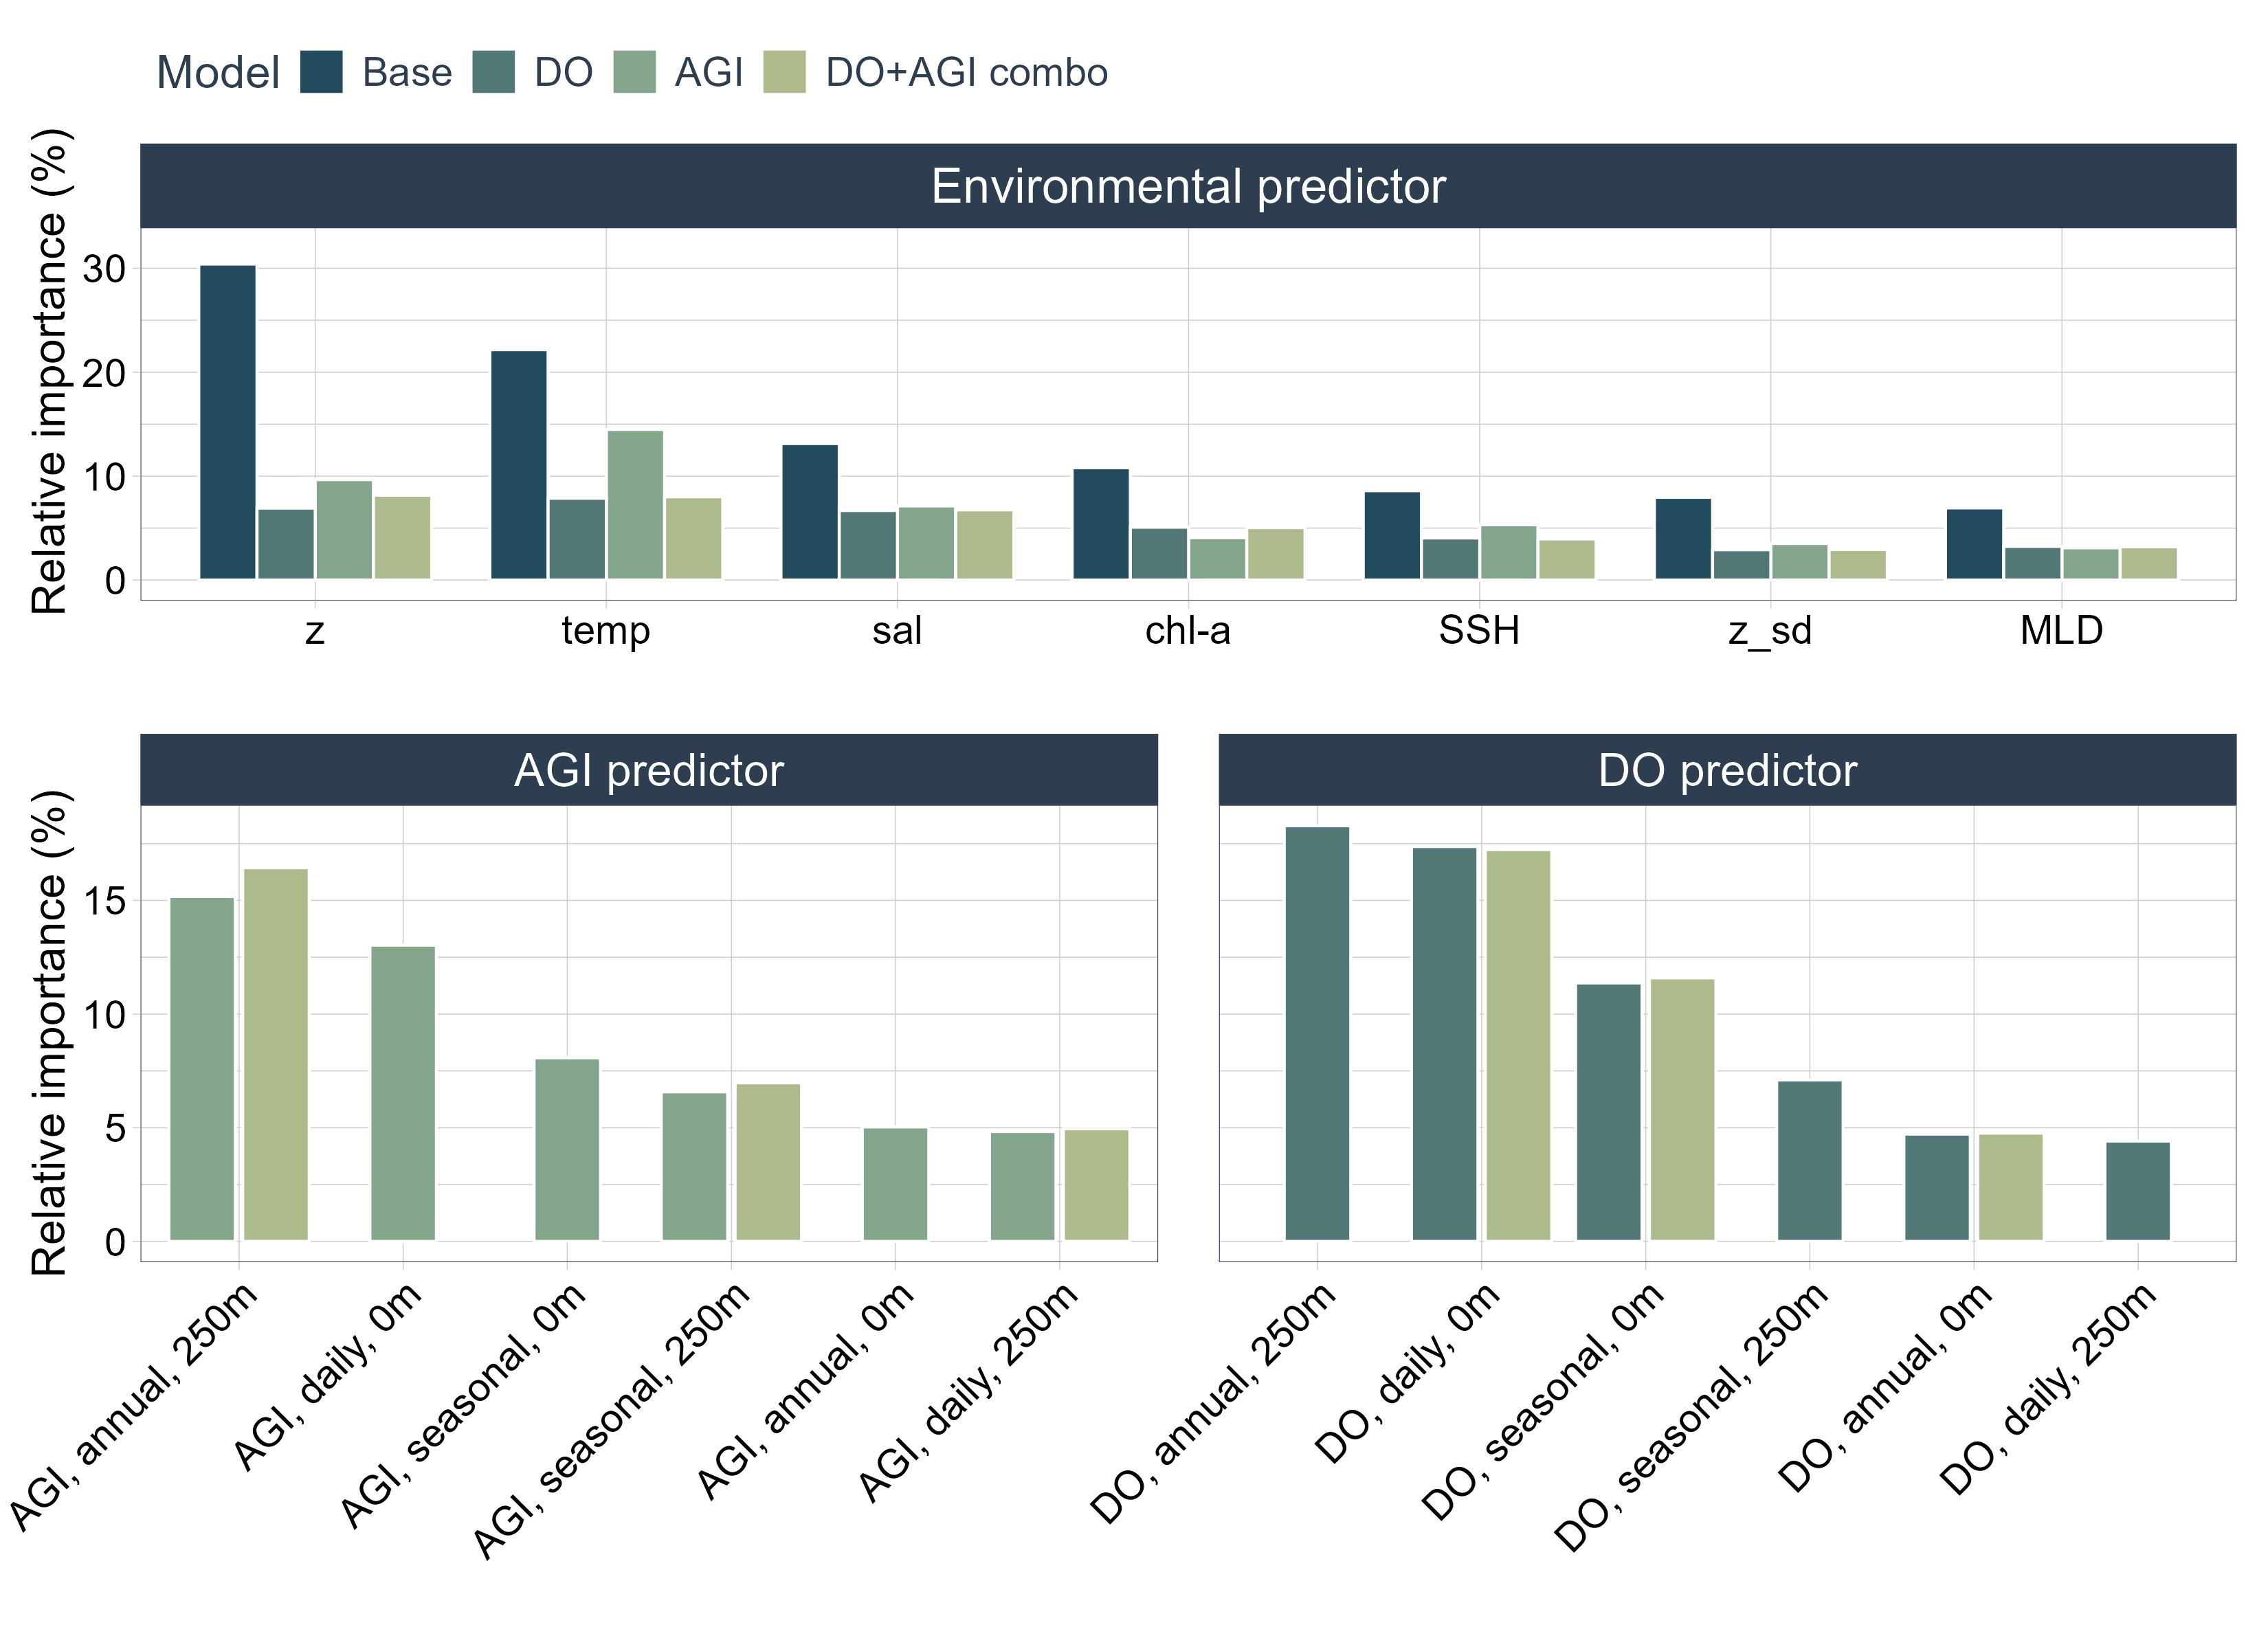 Model Base DO AGI DO+AGI combo
Environmental predictor
Relative importance (%)
30
20
10
0
z temp sal chl-a SSH z_sd MLD
AGI predictor
DO predictor
Relative importance (%)
15
10
5
0
AGI, annual, 250m
AGI, daily, 0m
AGI, seasonal, 0m
AGI, seasonal, 250m
AGI, annual, 0m
AGI, daily, 250m
DO, annual, 250m
DO, daily, 0m
DO, seasonal, 0m
DO, seasonal, 250m
DO, annual, 0m
DO, daily, 250m